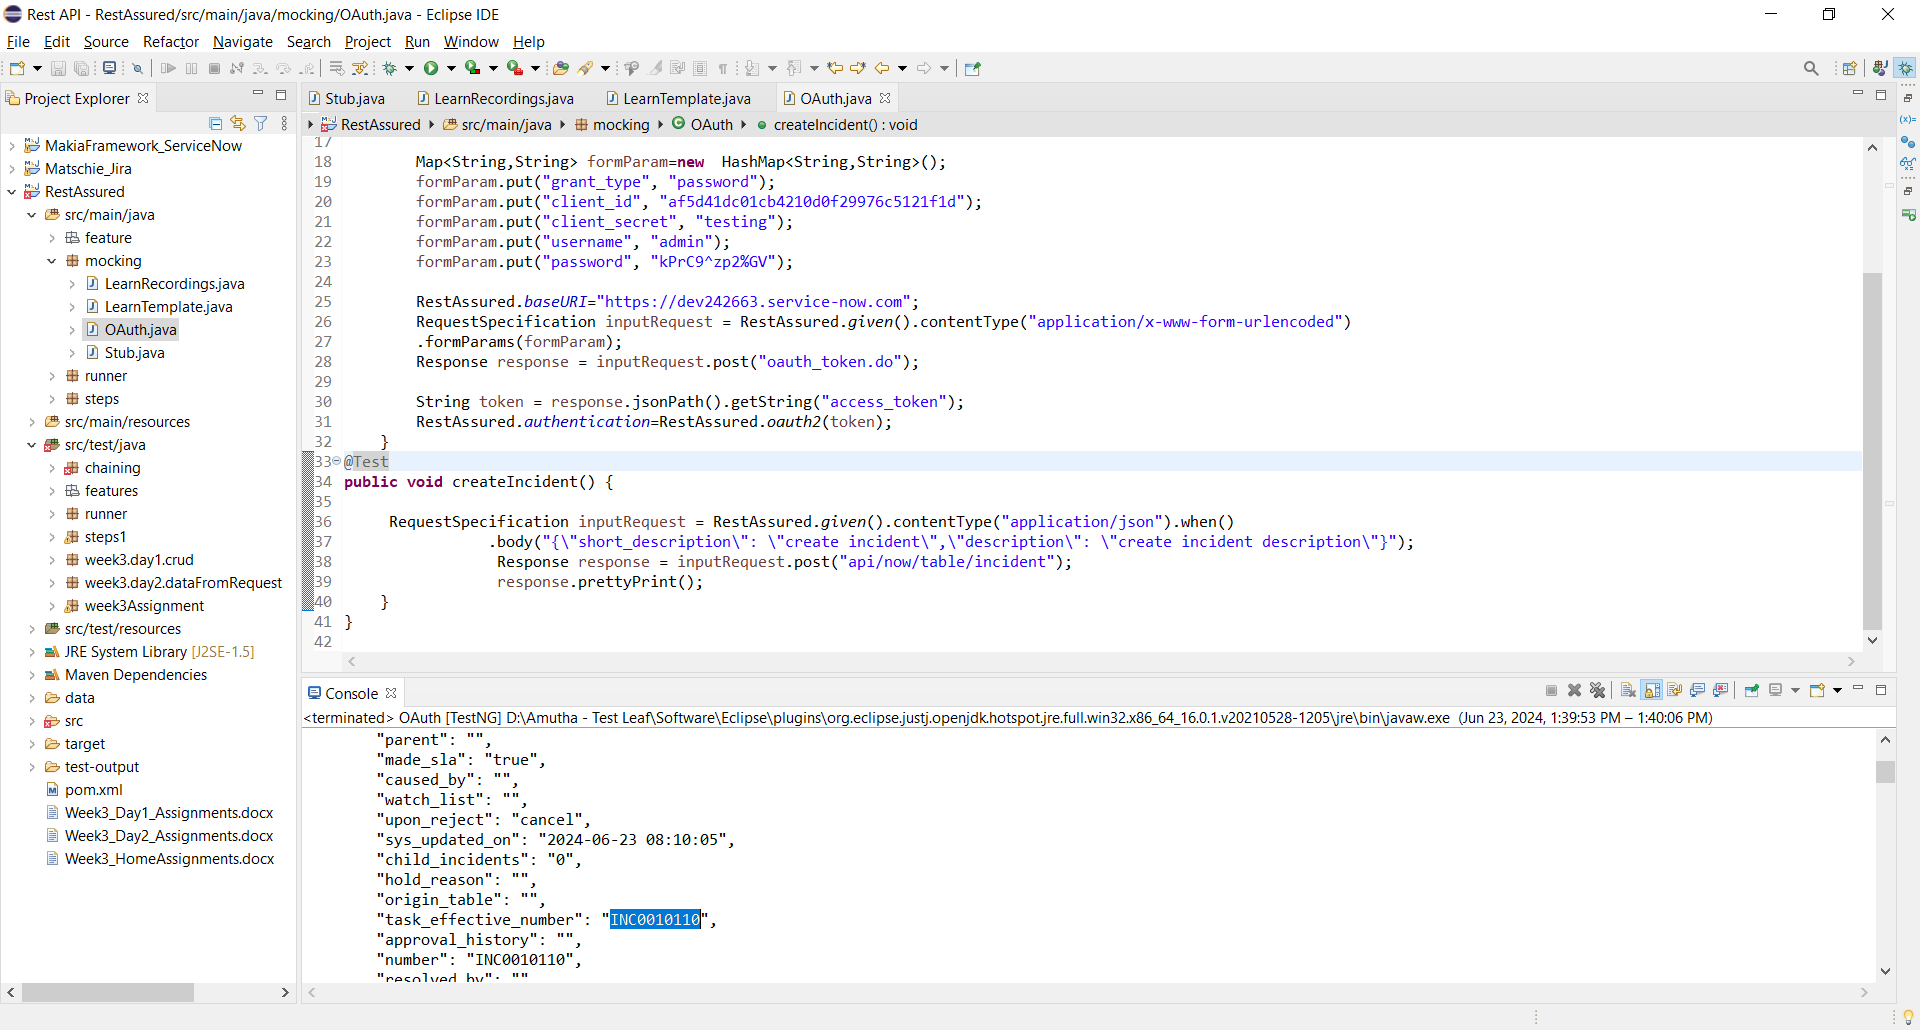 Rest API - RestAssured/src/main/java/mocking/OAuth.java - Eclipse IDE
File Edit Source Refactor Navigate Search Project Run Window Help
Project Explorer
MakiaFramework_ServiceNow
Matschie_Jira
RestAssured
src/main/java
feature
mocking
LearnRecordings.java
LearnTemplate.java
OAuth.java
Stub.java
runner
steps
src/main/resources
src/test/java
chaining
features
runner
steps1
week3.day1.crud
week3.day2.dataFromRequest
week3Assignment
src/test/resources
JRE System Library [J2SE-1.5]
Maven Dependencies
data
src
target
test-output
pom.xml
Week3_Day1_Assignments.docx
Week3_Day2_Assignments.docx
Week3_HomeAssignments.docx
Stub.java LearnRecordings.java LearnTemplate.java OAuth.java
RestAssured src/main/java mocking OAuth createIncident() : void
17
18 Map<String,String> formParam=new  HashMap<String,String>();
19 formParam.put("grant_type", "password");
20 formParam.put("client_id", "af5d41dc01cb4210d0f29976c5121f1d");
21 formParam.put("client_secret", "testing");
22 formParam.put("username", "admin");
23 formParam.put("password", "kPrC9^zp2%GV");
24
25 RestAssured.baseURI="https://dev242663.service-now.com";
26 RequestSpecification inputRequest = RestAssured.given().contentType("application/x-www-form-urlencoded")
27 .formParams(formParam);
28 Response response = inputRequest.post("oauth_token.do");
29
30 String token = response.jsonPath().getString("access_token");
31 RestAssured.authentication=RestAssured.oauth2(token);
32 }
33 @Test
34 public void createIncident() {
35
36 RequestSpecification inputRequest = RestAssured.given().contentType("application/json").when()
37 .body("{\"short_description\": \"create incident\",\"description\": \"create incident description\"}");
38 Response response = inputRequest.post("api/now/table/incident");
39 response.prettyPrint();
40 }
41 }
42
Console
<terminated> OAuth [TestNG] D:\Amutha - Test Leaf\Software\Eclipse\plugins\org.eclipse.justj.openjdk.hotspot.jre.full.win32.x86_64_16.0.1.v20210528-1205\jre\bin\javaw.exe (Jun 23, 2024, 1:39:53 PM – 1:40:06 PM)
"parent": "",
"made_sla": "true",
"caused_by": "",
"watch_list": "",
"upon_reject": "cancel",
"sys_updated_on": "2024-06-23 08:10:05",
"child_incidents": "0",
"hold_reason": "",
"origin_table": "",
"task_effective_number": "INC0010110",
"approval_history": "",
"number": "INC0010110",
"resolved_by": ""